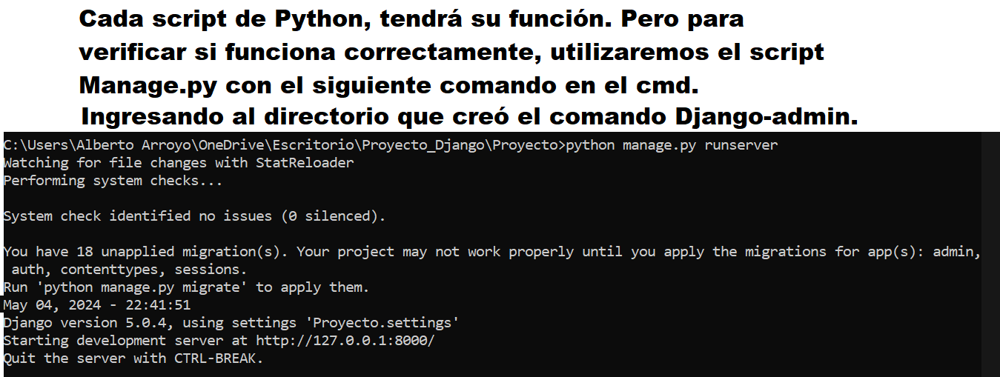 Cada script de Python, tendrá su función. Pero para
verificar si funciona correctamente, utilizaremos el script
Manage.py con el siguiente comando en el cmd.
Ingresando al directorio que creó el comando Django-admin.
C:\Users\Alberto Arroyo\OneDrive\Escritorio\Proyecto_Django\Proyecto>python manage.py runserver
Watching for file changes with StatReloader
Performing system checks...
System check identified no issues (0 silenced).
You have 18 unapplied migration(s). Your project may not work properly until you apply the migrations for app(s): admin,
auth, contenttypes, sessions.
Run 'python manage.py migrate' to apply them.
May 04, 2024 - 22:41:51
Django version 5.0.4, using settings 'Proyecto.settings'
Starting development server at http://127.0.0.1:8000/
Quit the server with CTRL-BREAK.